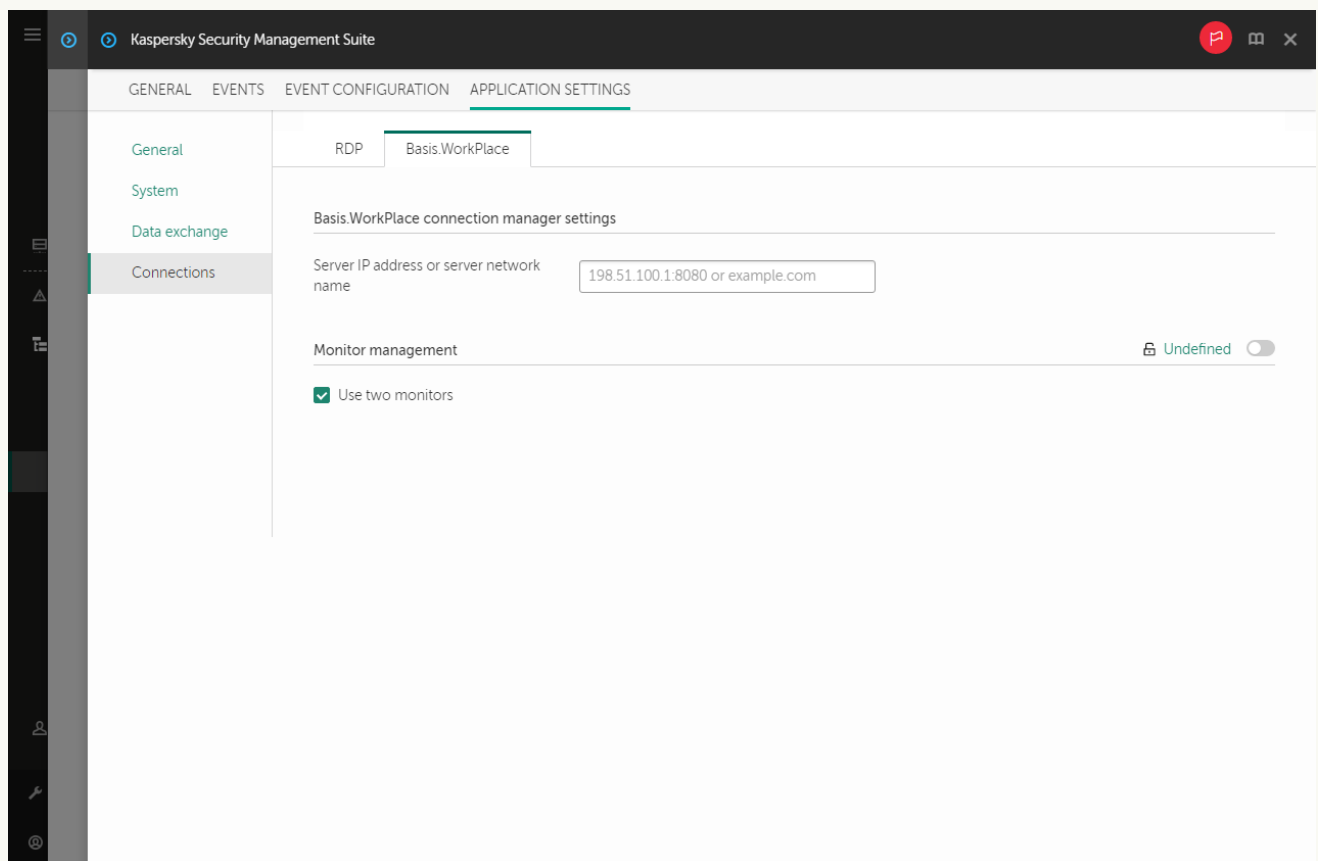 Kaspersky Security Management Suite
GENERAL EVENTS EVENT CONFIGURATION APPLICATION SETTINGS
General
System
Data exchange
Connections
RDP Basis.WorkPlace
Basis.WorkPlace connection manager settings
Server IP address or server network
name
198.51.100.1:8080 or example.com
Monitor management
Undefined
Use two monitors